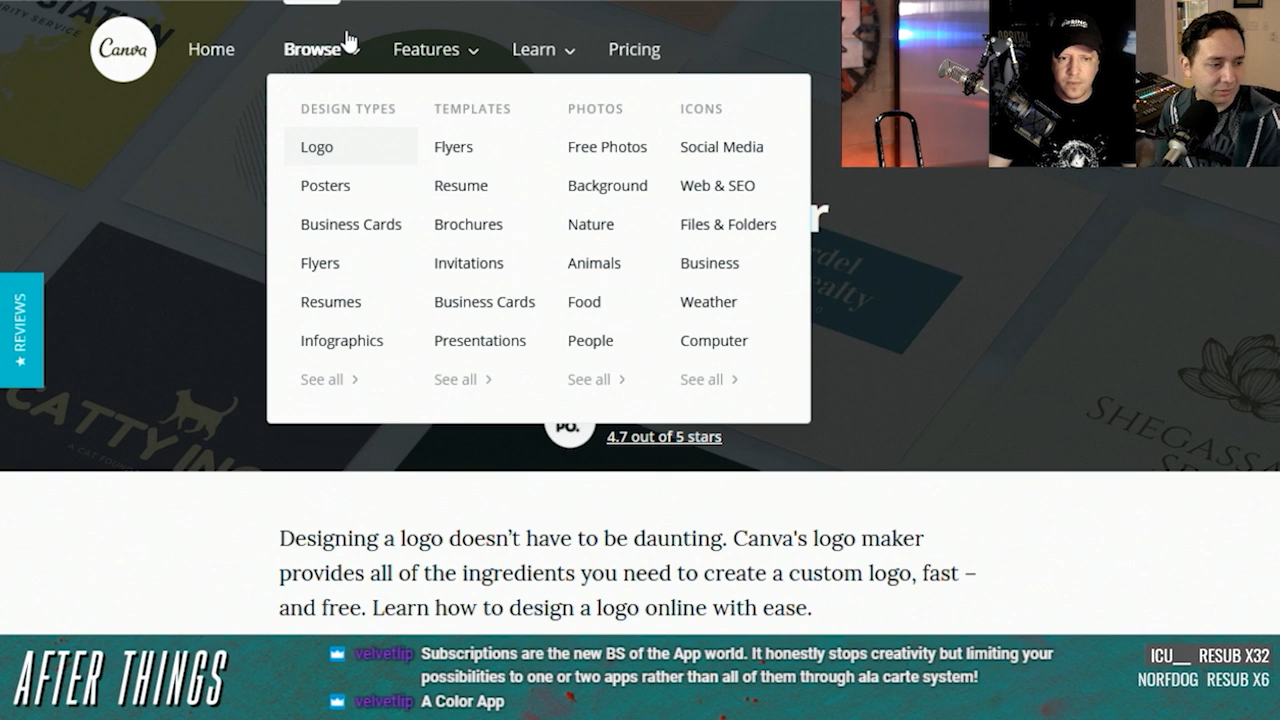 Canva
Home
Browse
Features
Learn
Pricing
DESIGN TYPES
Logo
Posters
Business Cards
Flyers
Resumes
Infographics
See all
TEMPLATES
Flyers
Resume
Brochures
Invitations
Business Cards
Presentations
See all
PHOTOS
Free Photos
Background
Nature
Animals
Food
People
See all
ICONS
Social Media
Web & SEO
Files & Folders
Business
Weather
Computer
See all
★ REVIEWS
CATTY INC
SHEGASSA
PO.
4.7 out of 5 stars
Designing a logo doesn’t have to be daunting. Canva's logo maker
provides all of the ingredients you need to create a custom logo, fast –
and free. Learn how to design a logo online with ease.
AFTER THINGS
velvetlip Subscriptions are the new BS of the App world. It honestly stops creativity but limiting your
possibilities to one or two apps rather than all of them through ala carte system!
velvetlip A Color App
ICU__ RESUB X32
NORFDOG RESUB X6